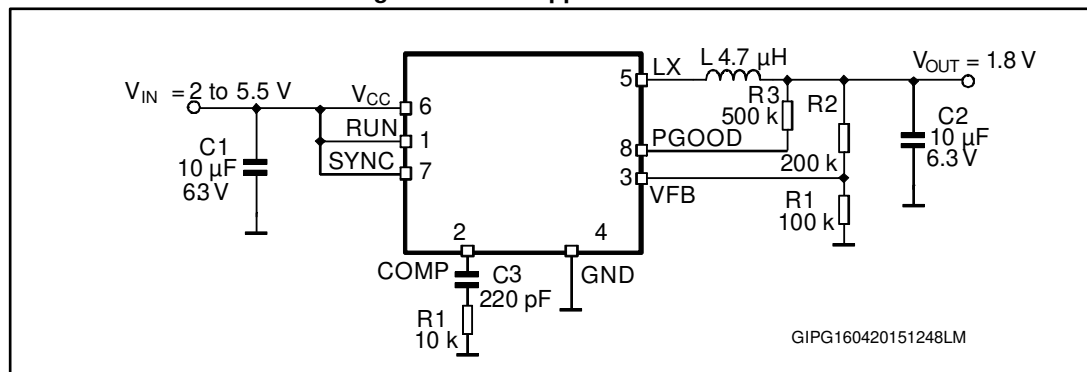 L 4.7 µH
LX
5
VOUT = 1.8 V
VIN = 2 to 5.5 V
VCC
6
R3
500 k
R2
C2
10 µF
6.3 V
RUN
1
C1
10 µF
63 V
SYNC
7
PGOOD
8
200 k
3
VFB
R1
100 k
2
4
COMP
C3
220 pF
GND
R1
10 k
GIPG160420151248LM